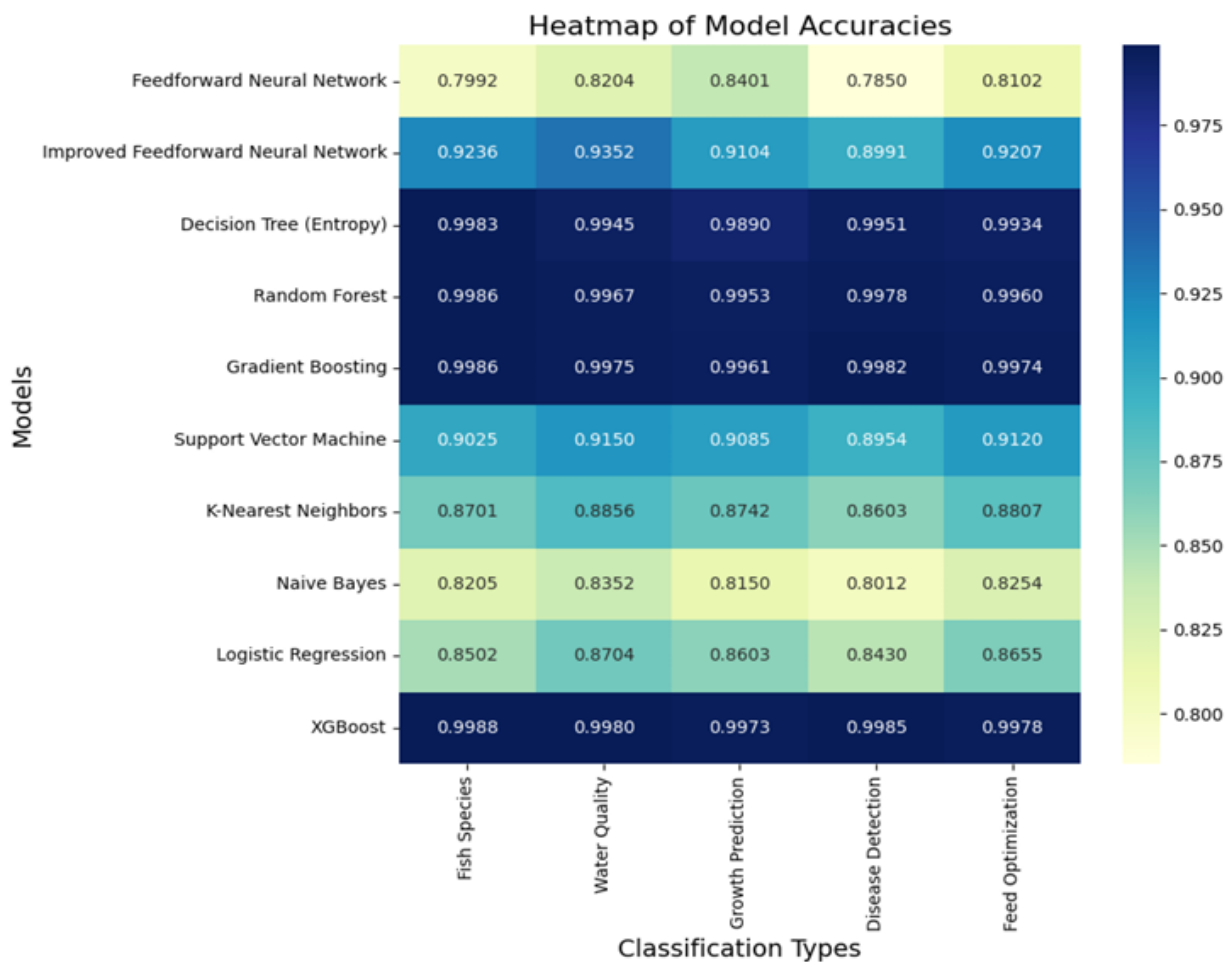 Heatmap of Model Accuracies
Models
Feedforward Neural Network 0.7992 0.8204 0.8401 0.7850 0.8102
Improved Feedforward Neural Network 0.9236 0.9352 0.9104 0.8991 0.9207
Decision Tree (Entropy) 0.9983 0.9945 0.9890 0.9951 0.9934
Random Forest 0.9986 0.9967 0.9953 0.9978 0.9960
Gradient Boosting 0.9986 0.9975 0.9961 0.9982 0.9974
Support Vector Machine 0.9025 0.9150 0.9085 0.8954 0.9120
K-Nearest Neighbors 0.8701 0.8856 0.8742 0.8603 0.8807
Naive Bayes 0.8205 0.8352 0.8150 0.8012 0.8254
Logistic Regression 0.8502 0.8704 0.8603 0.8430 0.8655
XGBoost 0.9988 0.9980 0.9973 0.9985 0.9978
Fish Species
Water Quality
Growth Prediction
Disease Detection
Feed Optimization
Classification Types
0.975
0.950
0.925
0.900
0.875
0.850
0.825
0.800